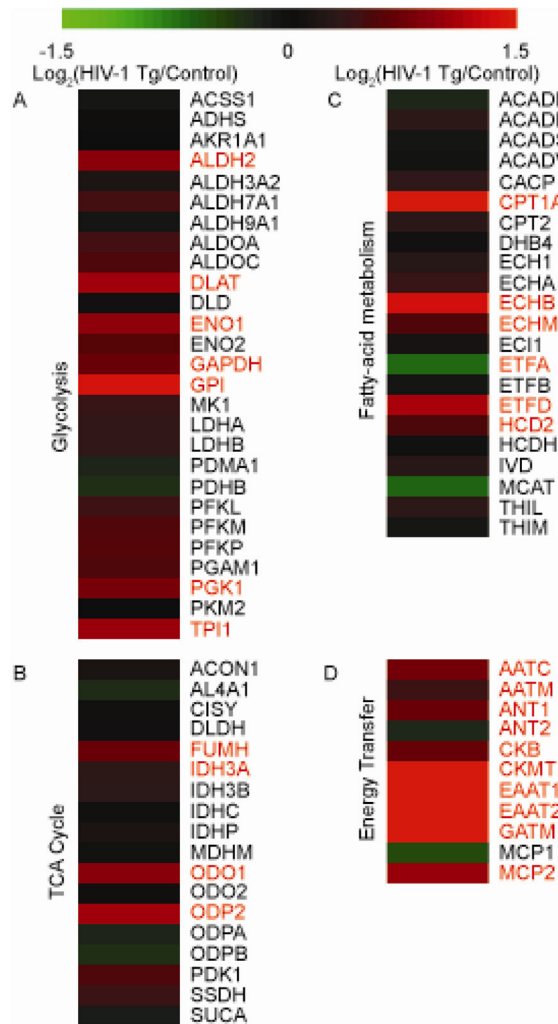 -1.5
0
1.5
Log2(HIV-1 Tg/Control)
Log2(HIV-1 Tg/Control)
A
Glycolysis
ACSS1
ADHS
AKR1A1
ALDH2
ALDH3A2
ALDH7A1
ALDH9A1
ALDOA
ALDOC
DLAT
DLD
ENO1
ENO2
GAPDH
GPI
MK1
LDHA
LDHB
PDMA1
PDHB
PFKL
PFKM
PFKP
PGAM1
PGK1
PKM2
TPI1
B
TCA Cycle
ACON1
AL4A1
CISY
DLDH
FUMH
IDH3A
IDH3B
IDHC
IDHP
MDHM
ODO1
ODO2
ODP2
ODPA
ODPB
PDK1
SSDH
SUCA
C
Fatty-acid metabolism
ACADS
ACADV
CACP
CPT1A
CPT2
DHB4
ECH1
ECHA
ECHB
ECHM
ECI1
ETFA
ETFB
ETFD
HCD2
HCDH
IVD
MCAT
THIL
THIM
D
Energy Transfer
AATC
AATM
ANT1
ANT2
CKB
CKMT
EAAT1
EAAT2
GATM
MCP1
MCP2